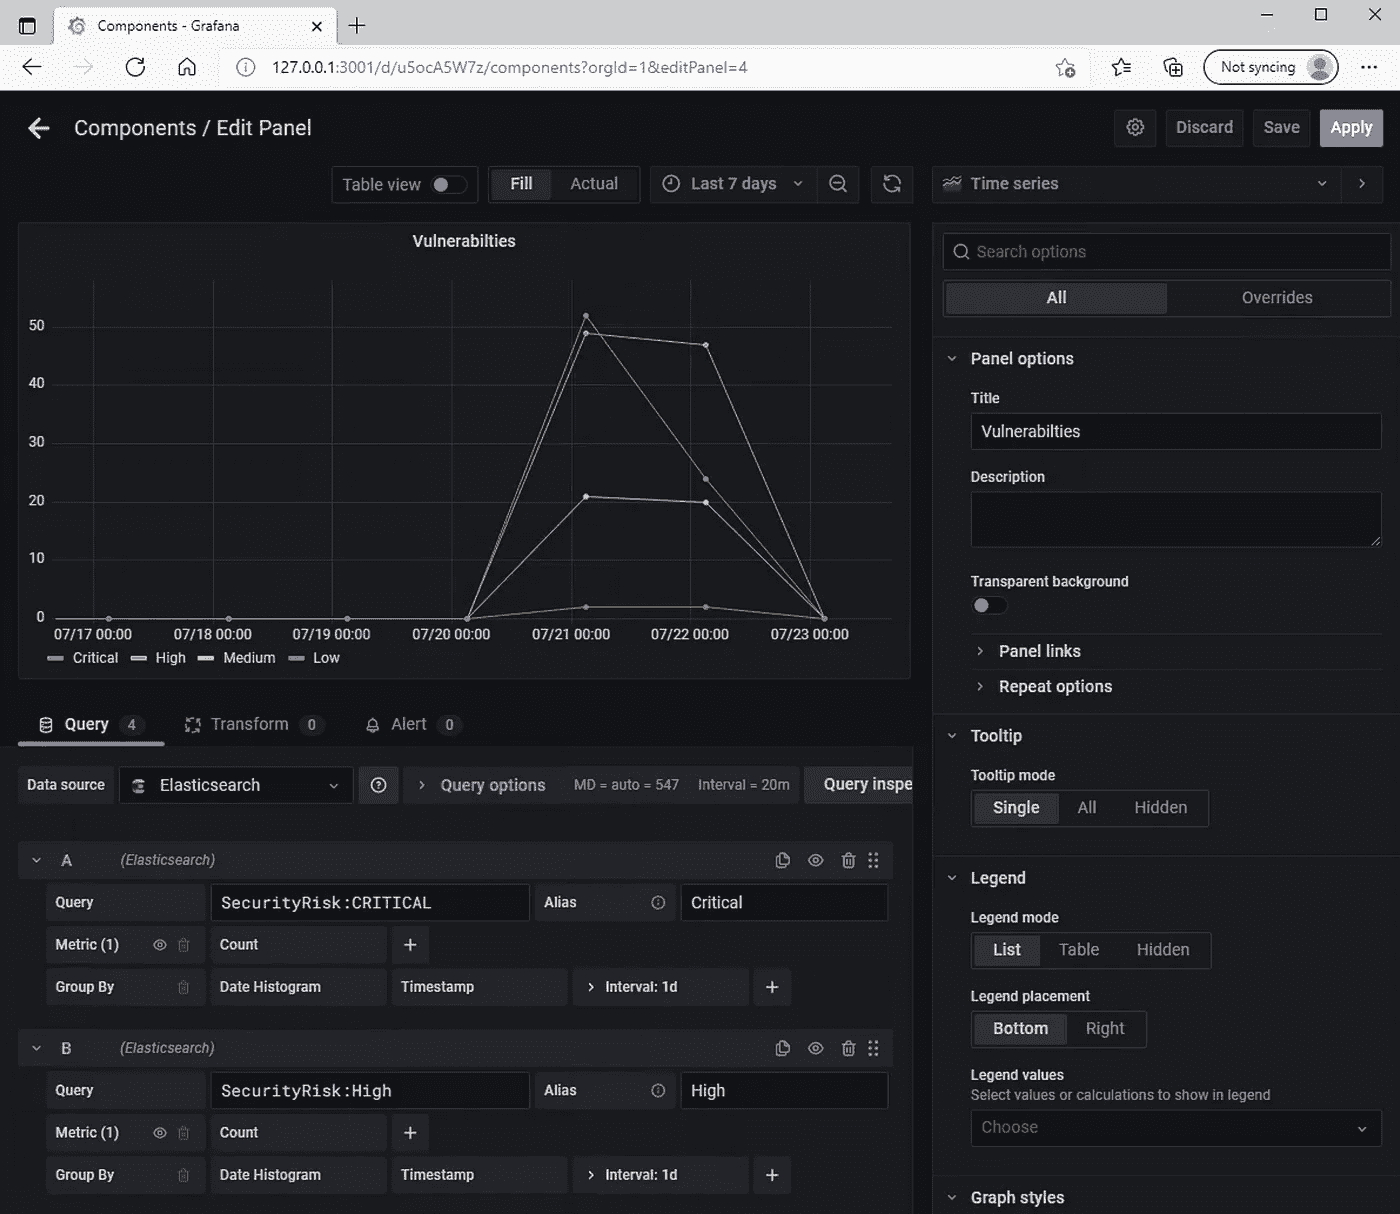 Components - Grafana
127.0.0.1:3001/d/u5ocA5W7z/components?orgId=1&editPanel=4
Not syncing
Components / Edit Panel
Discard
Save
Apply
Table view
Fill
Actual
Last 7 days
Time series
Vulnerabilties
50
40
30
20
10
0
07/17 00:00
07/18 00:00
07/19 00:00
07/20 00:00
07/21 00:00
07/22 00:00
07/23 00:00
Critical
High
Medium
Low
Search options
All
Overrides
Panel options
Title
Vulnerabilties
Description
Transparent background
Panel links
Repeat options
Tooltip
Tooltip mode
Single
All
Hidden
Legend
Legend mode
List
Table
Hidden
Legend placement
Bottom
Right
Legend values
Select values or calculations to show in legend
Choose
Graph styles
Query 4
Transform 0
Alert 0
Data source
Elasticsearch
Query options
MD = auto = 547
Interval = 20m
Query inspe
A (Elasticsearch)
Query
SecurityRisk:CRITICAL
Alias
Critical
Metric (1)
Count
Group By
Date Histogram
Timestamp
Interval: 1d
B (Elasticsearch)
Query
SecurityRisk:High
Alias
High
Metric (1)
Count
Group By
Date Histogram
Timestamp
Interval: 1d